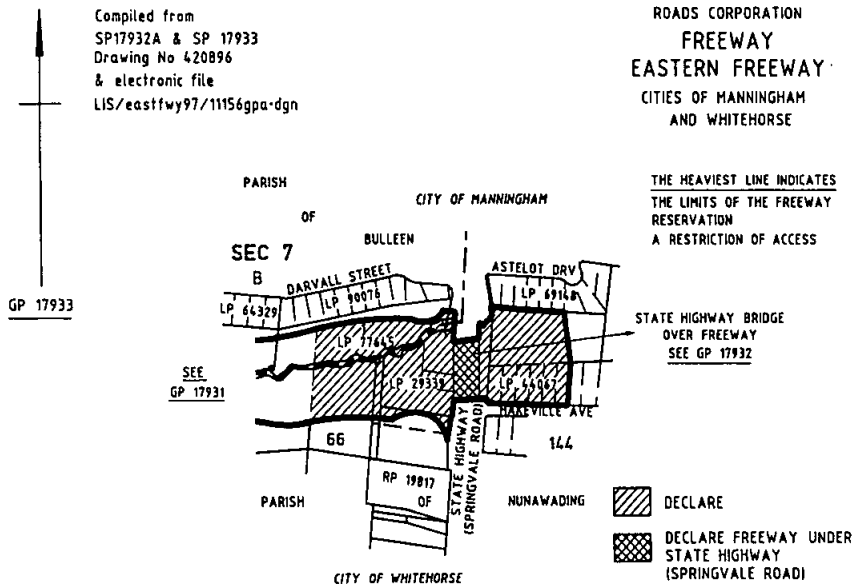 Compiled from
SP17932A & SP 17933
Drawing No 420896
& electronic file
LIS/eastfwy97/11156gpa-dgn
ROADS CORPORATION
FREEWAY
EASTERN FREEWAY
CITIES OF MANNINGHAM
AND WHITEHORSE
THE HEAVIEST LINE INDICATES
THE LIMITS OF THE FREEWAY
RESERVATION
A RESTRICTION OF ACCESS
GP 17933
PARISH
OF
BULLEEN
CITY OF MANNINGHAM
SEC 7
B
DARVALL STREET
ASTELOT DRV
LP 64329
LP 90076
LP 69148
STATE HIGHWAY BRIDGE
OVER FREEWAY
SEE GP 17932
LP 77645
SEE
GP 17931
LP 29339
LP 44067
HAKEVILLE AVE
66
144
STATE HIGHWAY
(SPRINGVALE ROAD)
RP 19817
PARISH
OF
NUNAWADING
CITY OF WHITEHORSE
DECLARE
DECLARE FREEWAY UNDER
STATE HIGHWAY
(SPRINGVALE ROAD)